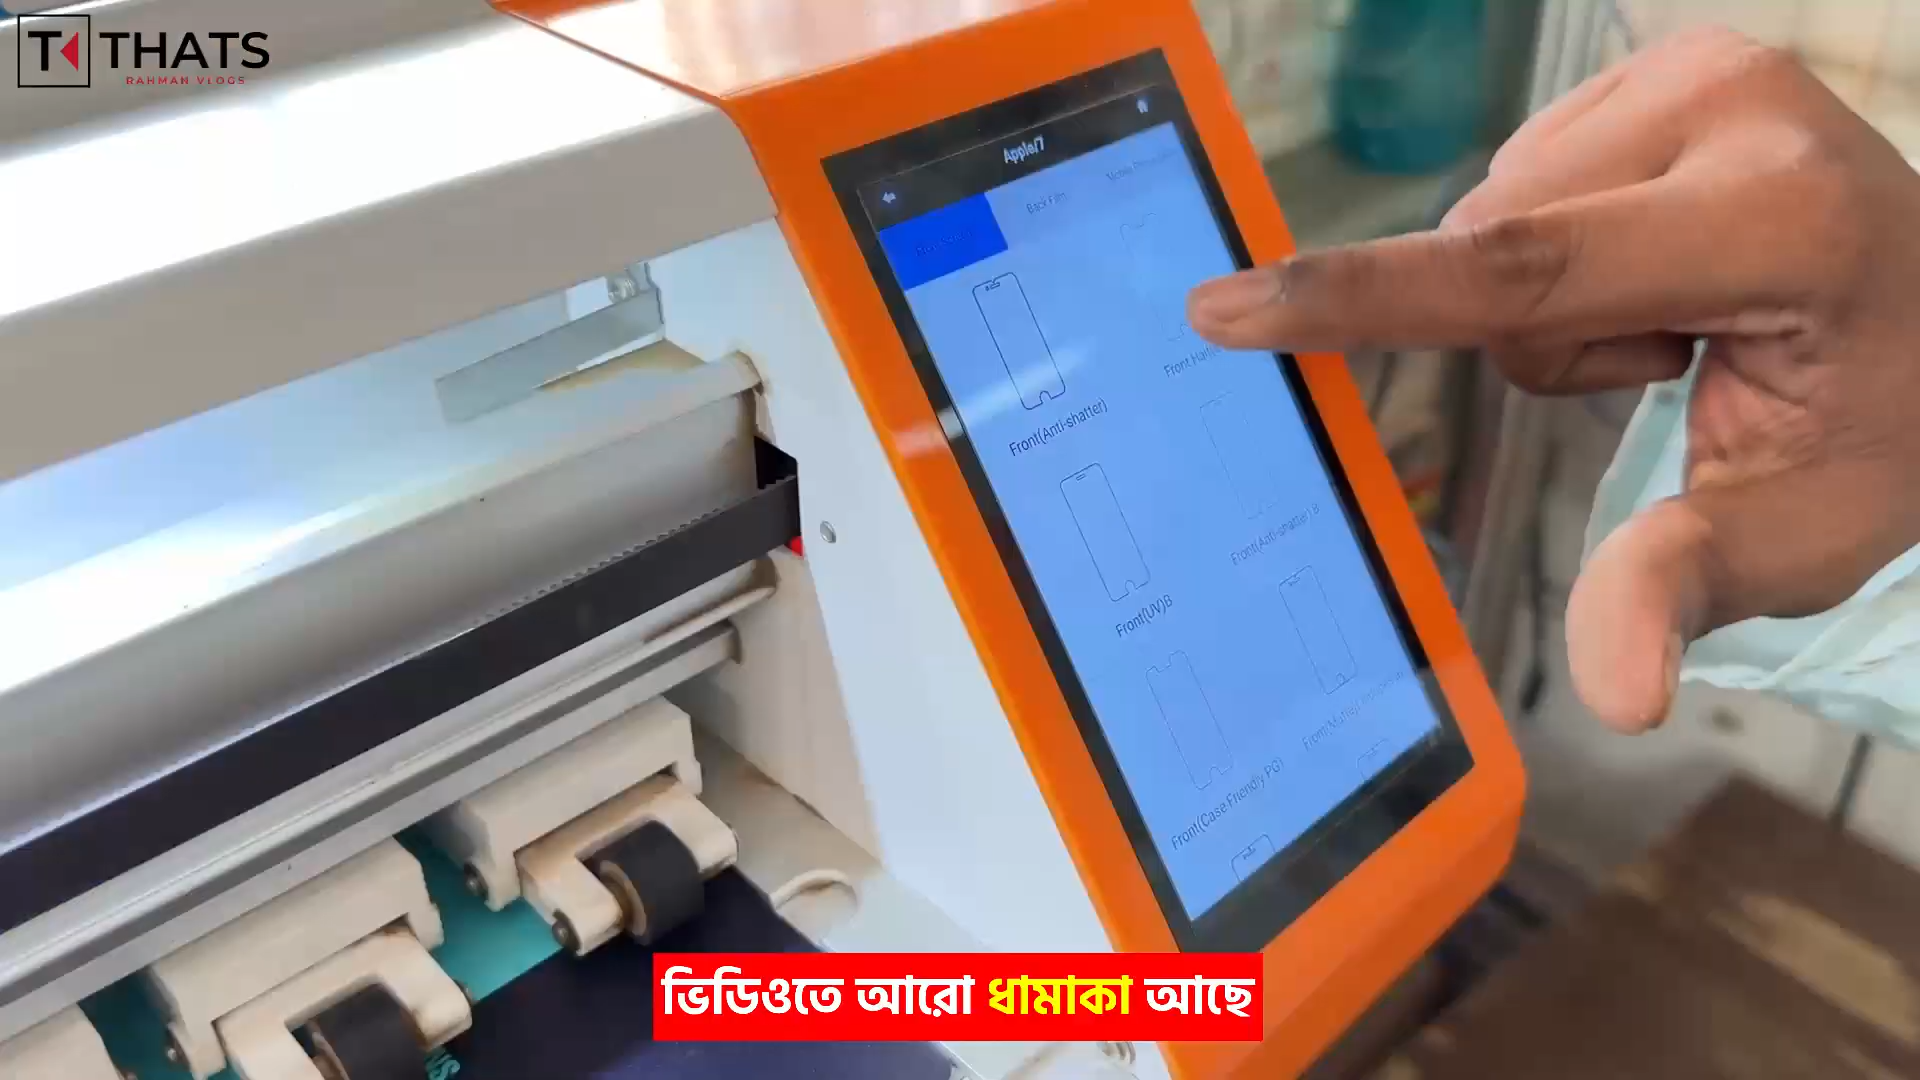 TK THATS
RAHMAN VLOGS
Apple/7
Back Film
Front(Anti-shatter)
Front(UV)B
Front(Anti-shatter) B
Front(Case Friendly PG)
ভিডিওতে আরো ধামাকা আছে